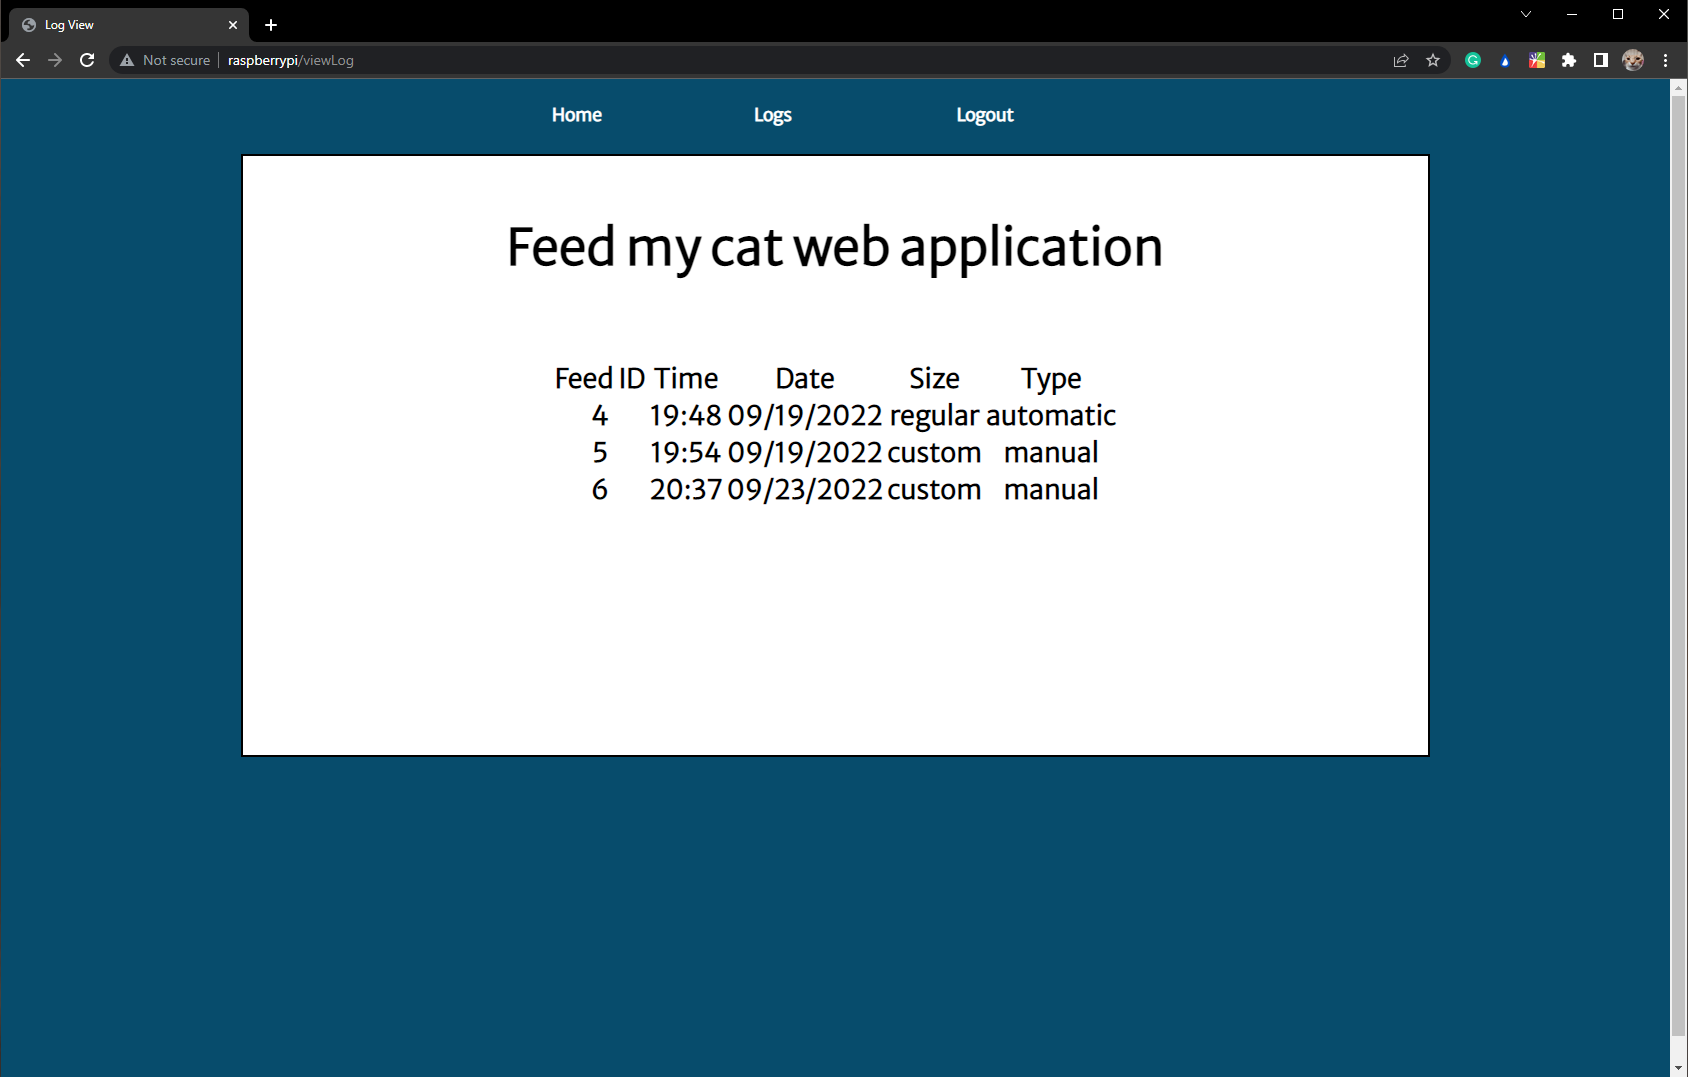 Log View
Not secure raspberrypi/viewLog
Home Logs Logout
Feed my cat web application
Feed ID Time Date Size Type
4 19:48 09/19/2022 regular automatic
5 19:54 09/19/2022 custom manual
6 20:37 09/23/2022 custom manual